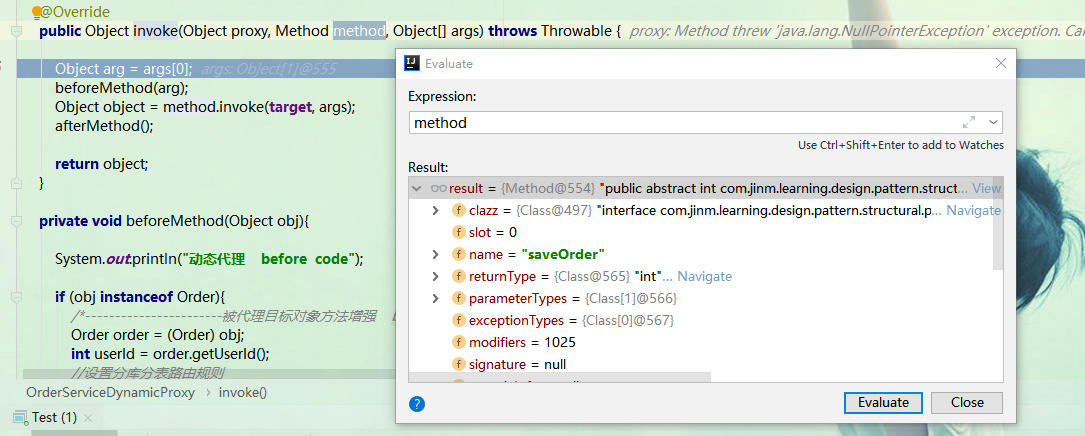 @Override
public Object invoke(Object proxy, Method method, Object[] args) throws Throwable {  proxy: Method threw 'java.lang.NullPointerException' exception. Ca
Object arg = args[0];  args: Object[1]@555
beforeMethod(arg);
Object object = method.invoke(target, args);
afterMethod();
return object;
}
private void beforeMethod(Object obj){
System.out.println("动态代理  before code");
if (obj instanceof Order){
/*-----------------------被代理目标对象方法增强
Order order = (Order) obj;
int userId = order.getUserId();
//设置分库分表路由规则
OrderServiceDynamicProxy › invoke()
Test (1) ×
Evaluate
Expression:
method
Use Ctrl+Shift+Enter to add to Watches
Result:
result = {Method@554} "public abstract int com.jinm.learning.design.pattern.struct... View
clazz = {Class@497} "interface com.jinm.learning.design.pattern.structural.p... Navigate
slot = 0
name = "saveOrder"
returnType = {Class@565} "int"... Navigate
parameterTypes = {Class[1]@566}
exceptionTypes = {Class[0]@567}
modifiers = 1025
signature = null
Evaluate
Close